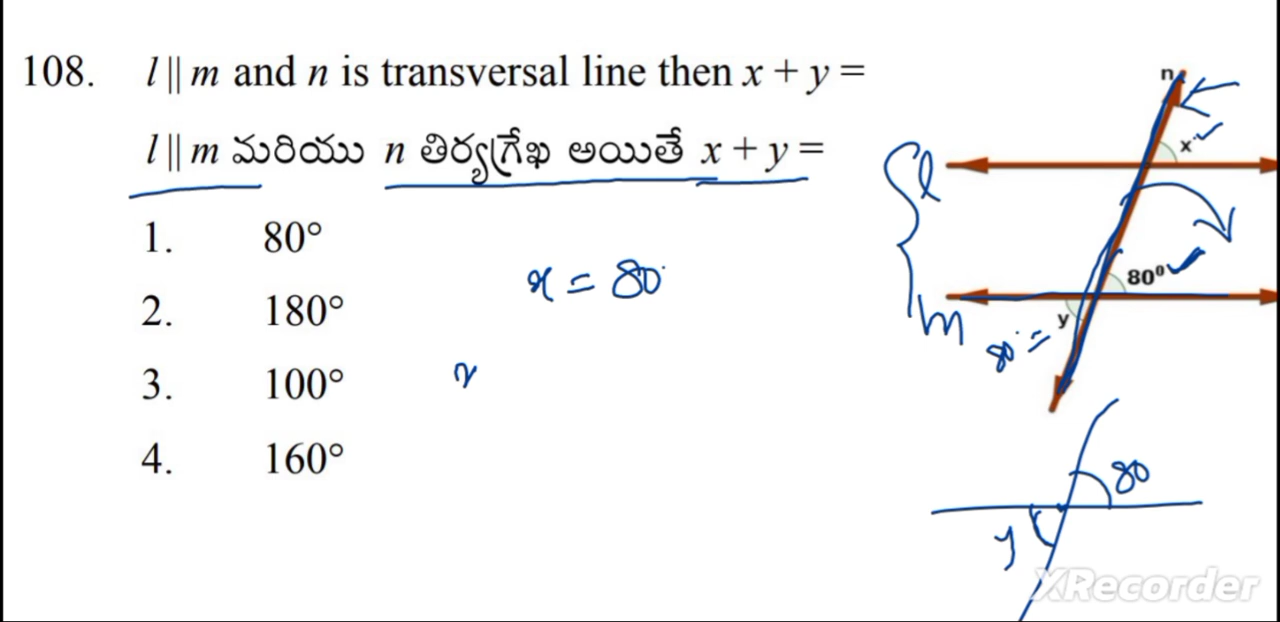 108. l || m and n is transversal line then x + y =
l || m మరియు n తిర్యగ్రేఖ అయితే x + y =
1. 80°
2. 180°
3. 100°
4. 160°
x = 80°
x
n
x
l
80⁰
m
y
80° =
80
y
XRecorder